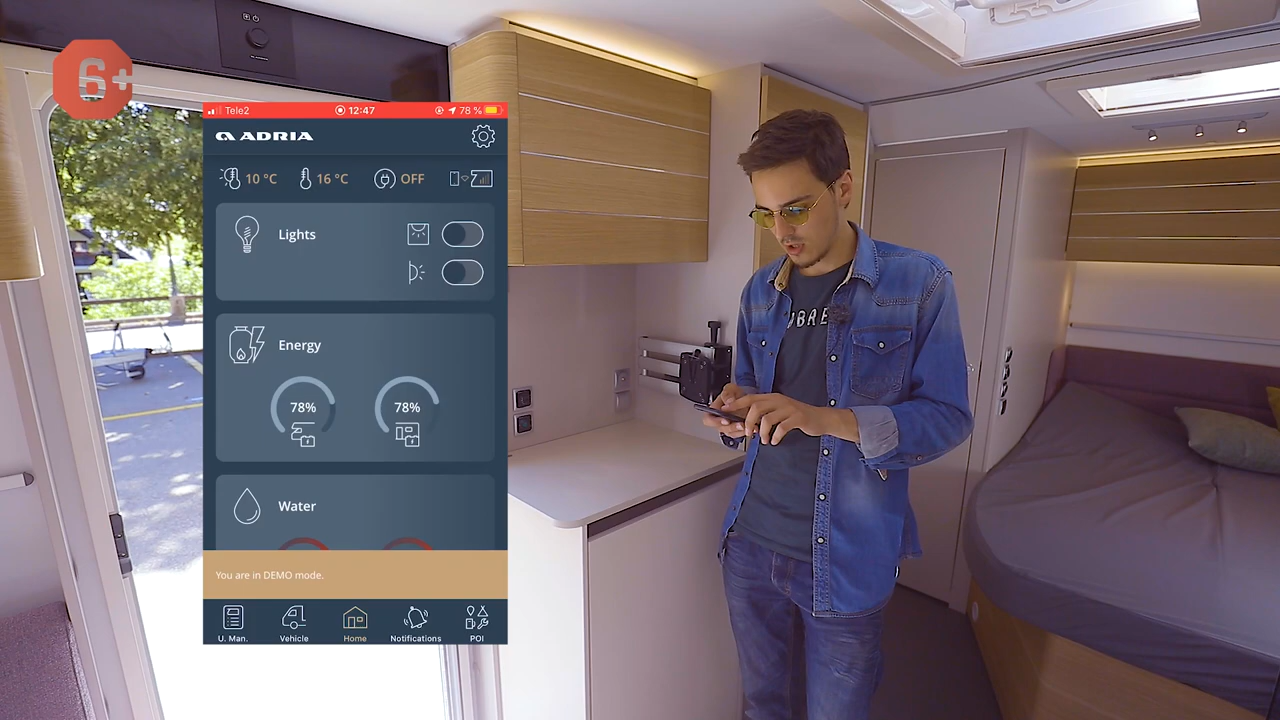 6+
Tele2
12:47
78 %
ADRIA
10 °C
16 °C
OFF
Lights
Energy
78%
78%
Water
You are in DEMO mode.
U. Man.
Vehicle
Home
Notifications
POI